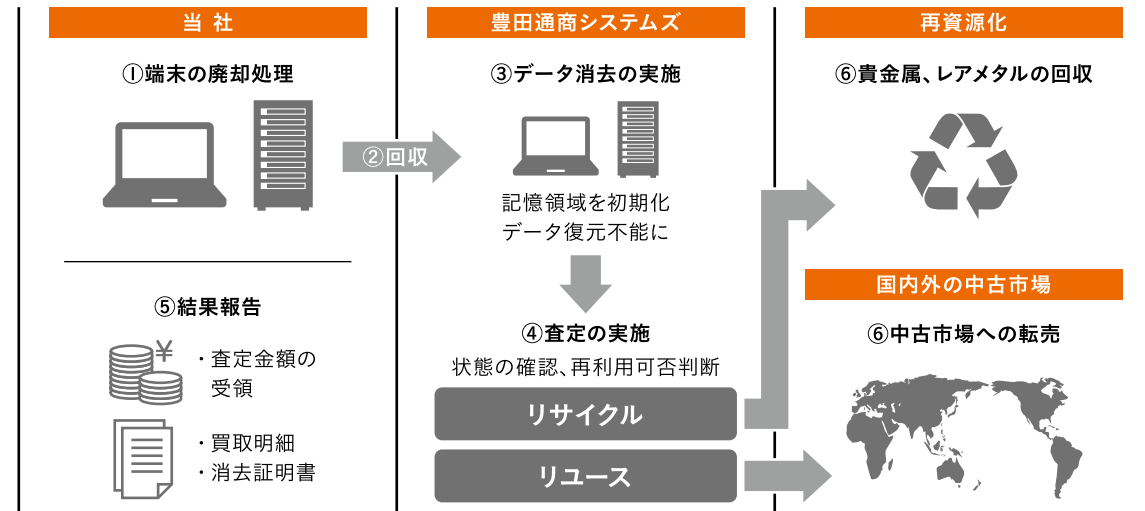 当社
①端末の廃却処理
②回収
⑤結果報告
¥
・査定金額の
受領
・買取明細
・消去証明書
豊田通商システムズ
③データ消去の実施
記憶領域を初期化
データ復元不能に
④査定の実施
状態の確認、再利用可否判断
リサイクル
リユース
再資源化
⑥貴金属、レアメタルの回収
国内外の中古市場
⑥中古市場への転売